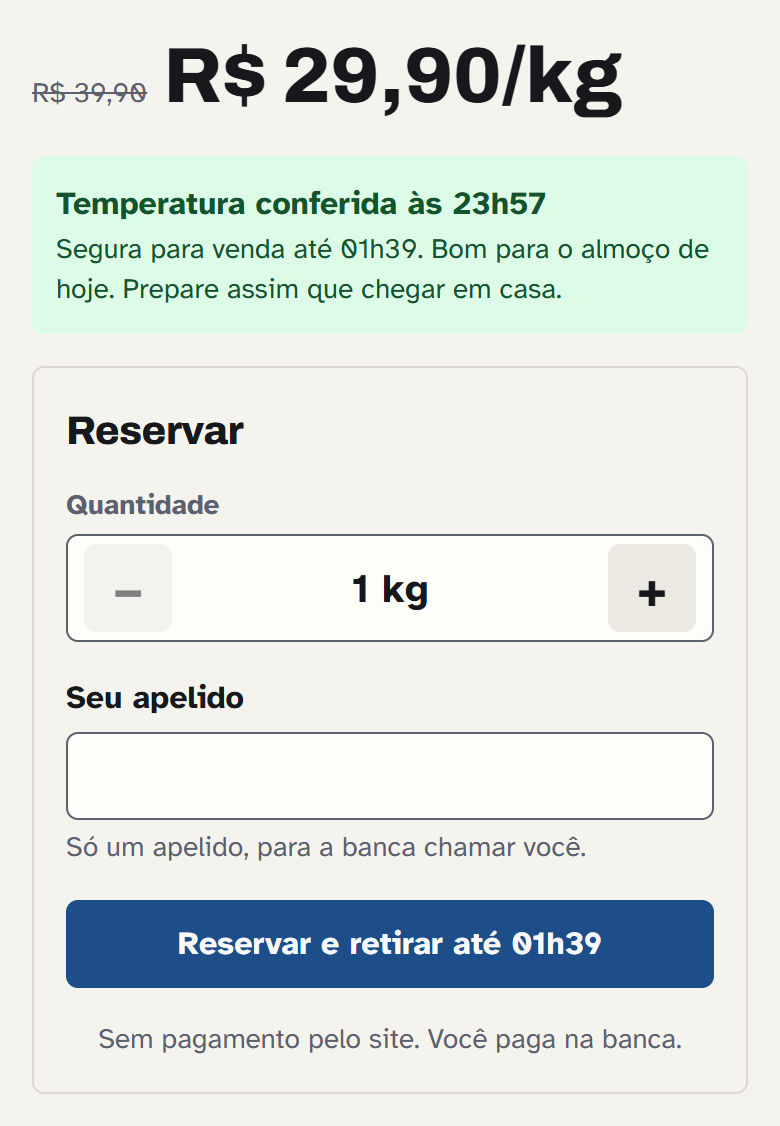 R$ 39,90 R$ 29,90/kg
Temperatura conferida às 23h57
Segura para venda até 01h39. Bom para o almoço de
hoje. Prepare assim que chegar em casa.
Reservar
Quantidade
− 1 kg +
Seu apelido
Só um apelido, para a banca chamar você.
Reservar e retirar até 01h39
Sem pagamento pelo site. Você paga na banca.